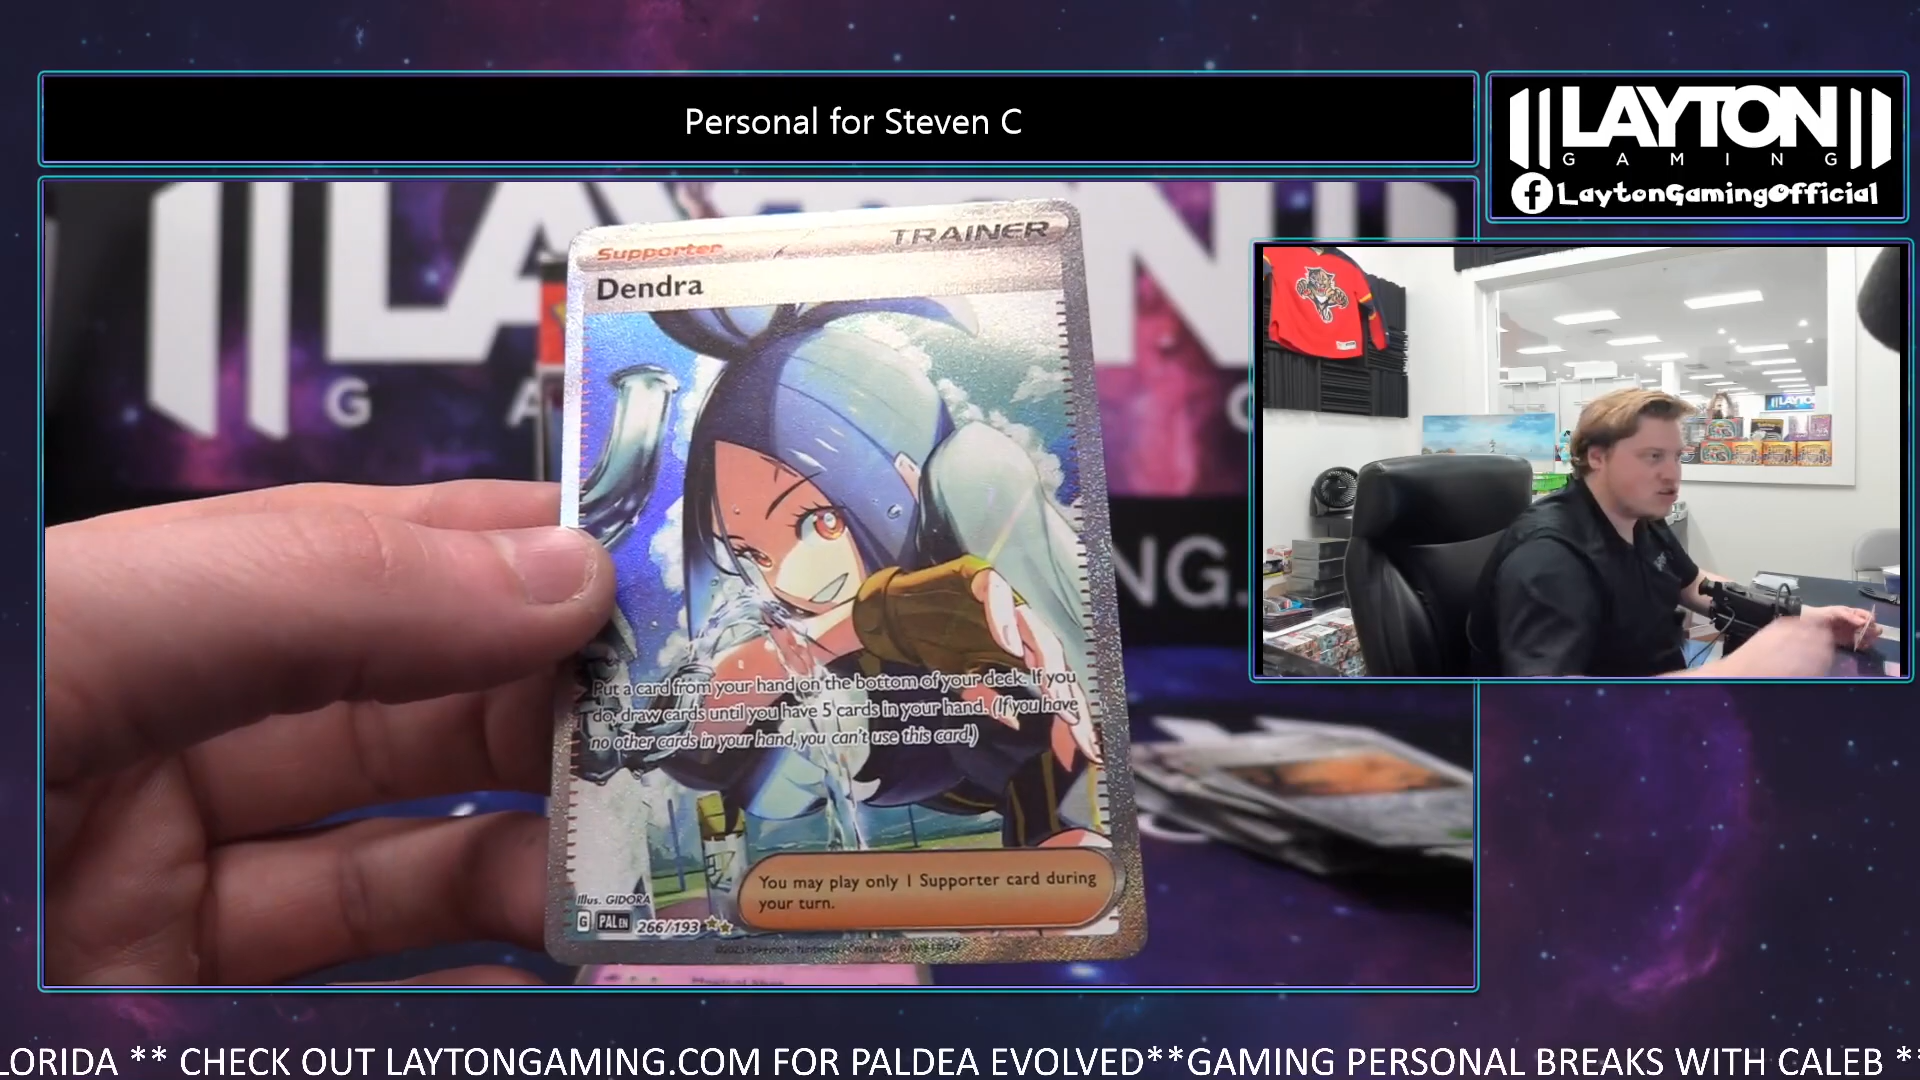 Personal for Steven C
LAYTON
GAMING
LaytonGamingOfficial
Supporter
TRAINER
Dendra
Put a card from your hand on the bottom of your deck. If you
do, draw cards until you have 5 cards in your hand. (If you have
no other cards in your hand, you can't use this card.)
You may play only 1 Supporter card during
your turn.
Illus. GIDORA
G PAL EN 266/193
LORIDA ** CHECK OUT LAYTONGAMING.COM FOR PALDEA EVOLVED**GAMING PERSONAL BREAKS WITH CALEB **